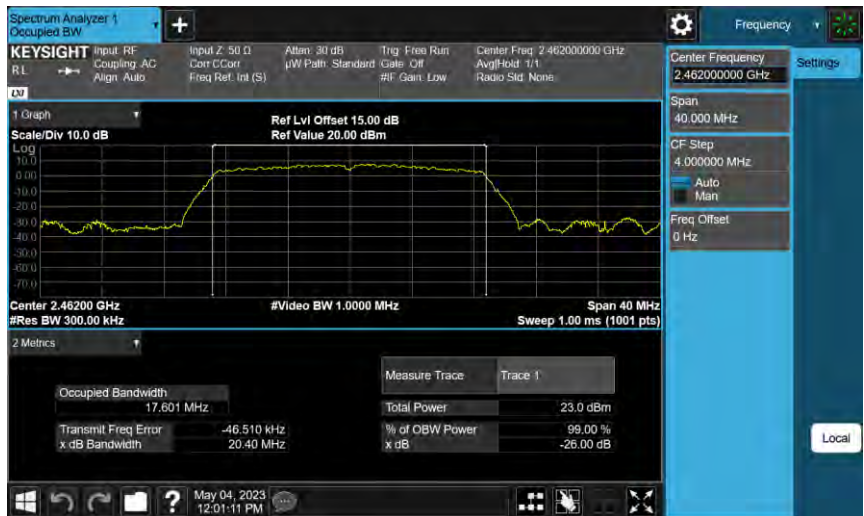 Spectrum Analyzer 1
Occupied BW
Frequency
KEYSIGHT
R L
LXI
Input: RF
Coupling: AC
Align: Auto
Input Z: 50 Ω
Corr CCorr
Freq Ref: Int (S)
Atten: 30 dB
µW Path: Standard
Trig: Free Run
Gate: Off
#IF Gain: Low
Center Freq: 2.462000000 GHz
Avg|Hold: 1/1
Radio Std: None
1 Graph
Scale/Div 10.0 dB
Ref Lvl Offset 15.00 dB
Ref Value 20.00 dBm
Log
10.0
0.00
-10.0
-20.0
-30.0
-40.0
-50.0
-60.0
-70.0
Center 2.46200 GHz
#Res BW 300.00 kHz
#Video BW 1.0000 MHz
Span 40 MHz
Sweep 1.00 ms (1001 pts)
2 Metrics
Measure Trace
Trace 1
Occupied Bandwidth
17.601 MHz
Total Power
23.0 dBm
Transmit Freq Error
-46.510 kHz
% of OBW Power
99.00 %
x dB Bandwidth
20.40 MHz
x dB
-26.00 dB
Center Frequency
2.462000000 GHz
Settings
Span
40.000 MHz
CF Step
4.000000 MHz
Auto
Man
Freq Offset
0 Hz
Local
?
May 04, 2023
12:01:11 PM